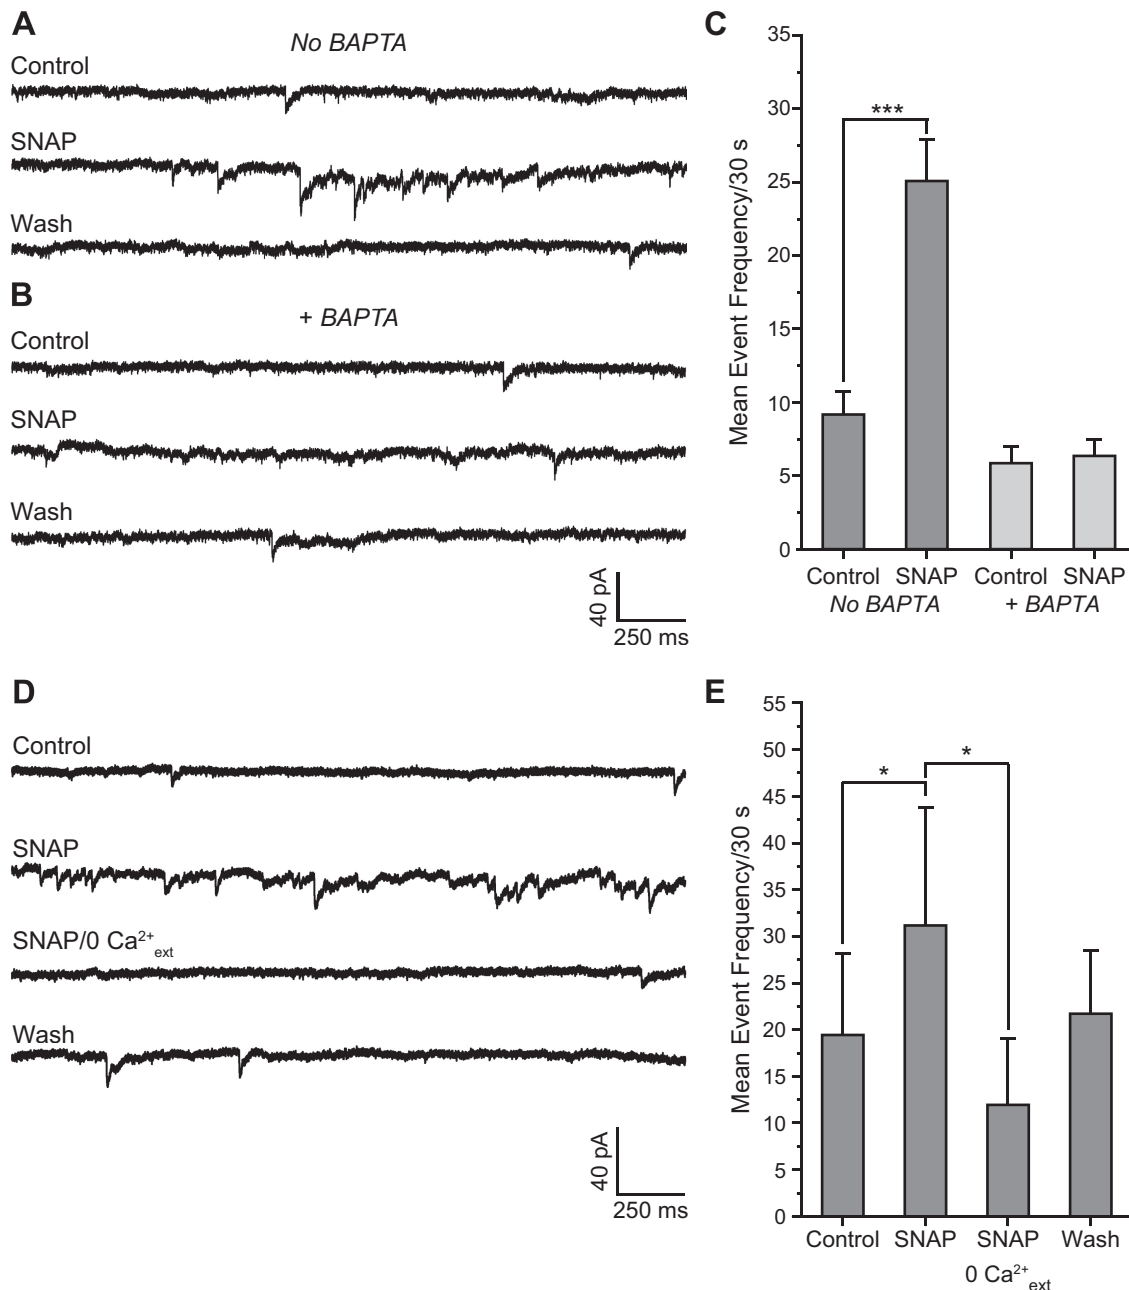 A
No BAPTA
Control
SNAP
Wash
B
+ BAPTA
Control
SNAP
Wash
40 pA
250 ms
C
Mean Event Frequency/30 s
35
30
25
20
15
10
5
0
***
Control SNAP Control SNAP
No BAPTA + BAPTA
D
Control
SNAP
SNAP/0 Ca²⁺ext
Wash
40 pA
250 ms
E
Mean Event Frequency/30 s
55
50
45
40
35
30
25
20
15
10
5
0
*
*
Control SNAP SNAP Wash
0 Ca²⁺ext